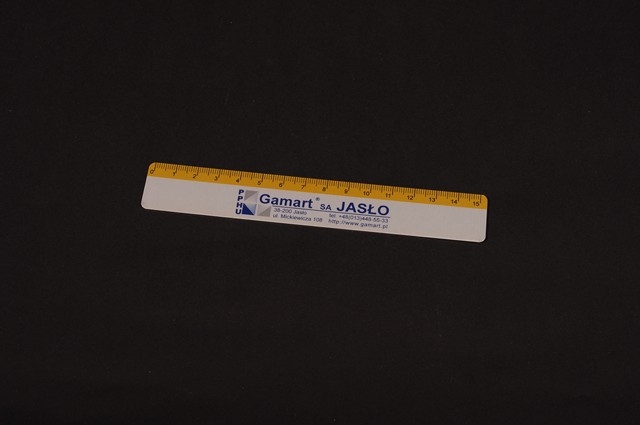 0 1 2 3 4 5 6 7 8 9 10 11 12 13 14 15
PPHU Gamart® SA JASŁO
38-200 Jasło tel. +48(013)448-55-33
ul. Mickiewicza 108 http://www.gamart.pl